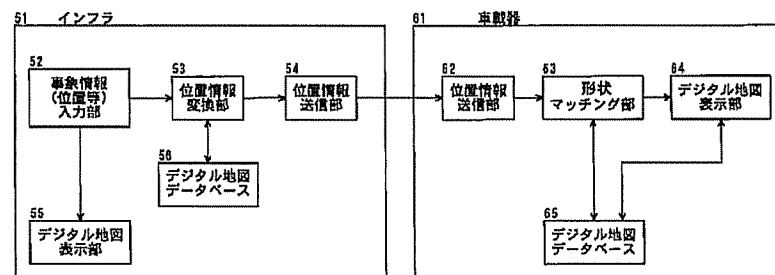 51 インフラ
52
事象情報
(位置等)
入力部
53
位置情報
変換部
54
位置情報
送信部
56
デジタル地図
データベース
55
デジタル地図
表示部
61 車載器
62
位置情報
送信部
63
形状
マッチング部
64
デジタル地図
表示部
65
デジタル地図
データベース